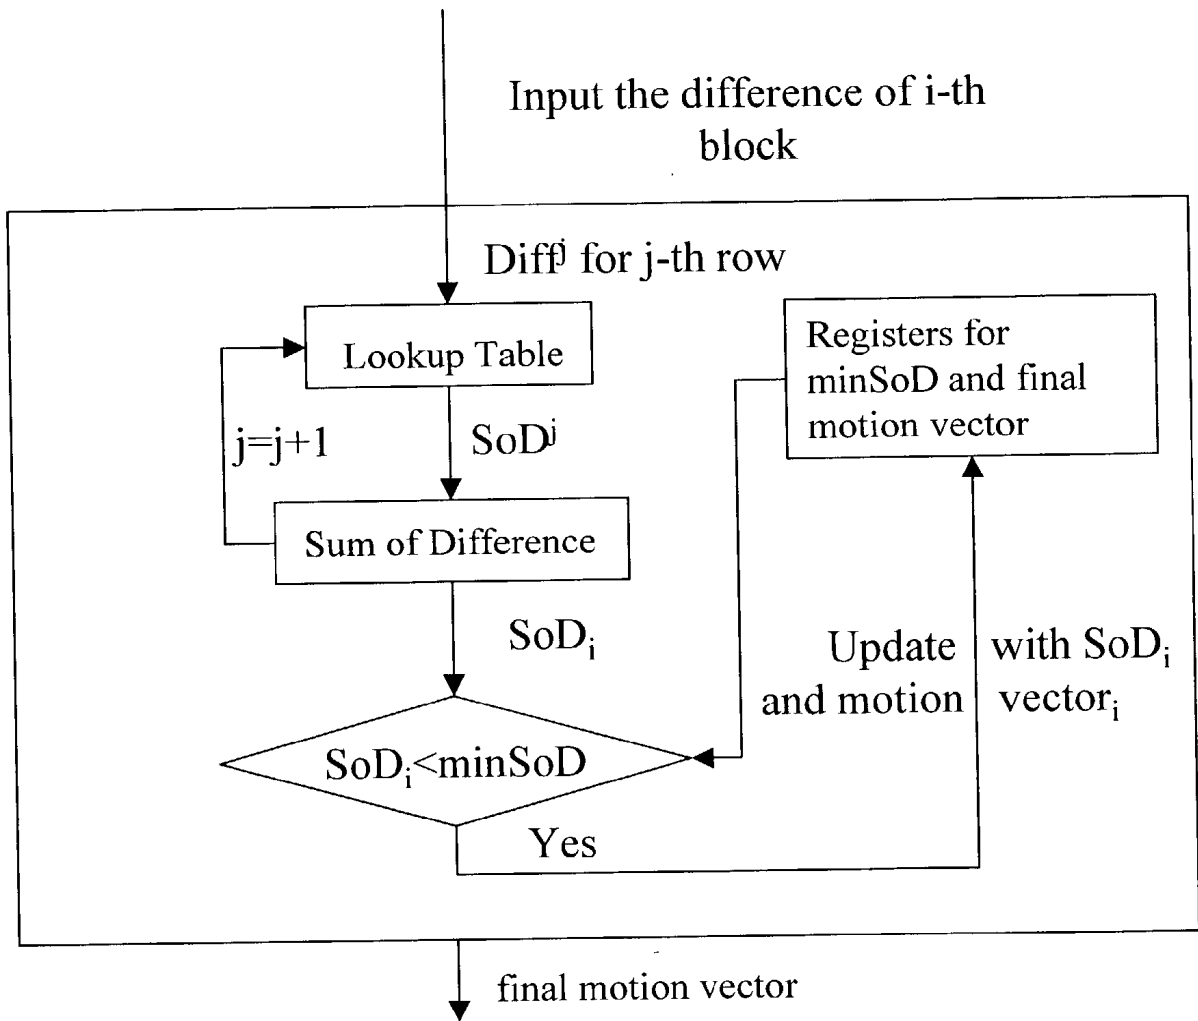 Input the difference of i-th
block
Diffʲ for j-th row
Lookup Table
Registers for
minSoD and final
motion vector
j=j+1
SoDʲ
Sum of Difference
SoDᵢ
Update with SoDᵢ
and motion vectorᵢ
SoDᵢ<minSoD
Yes
final motion vector